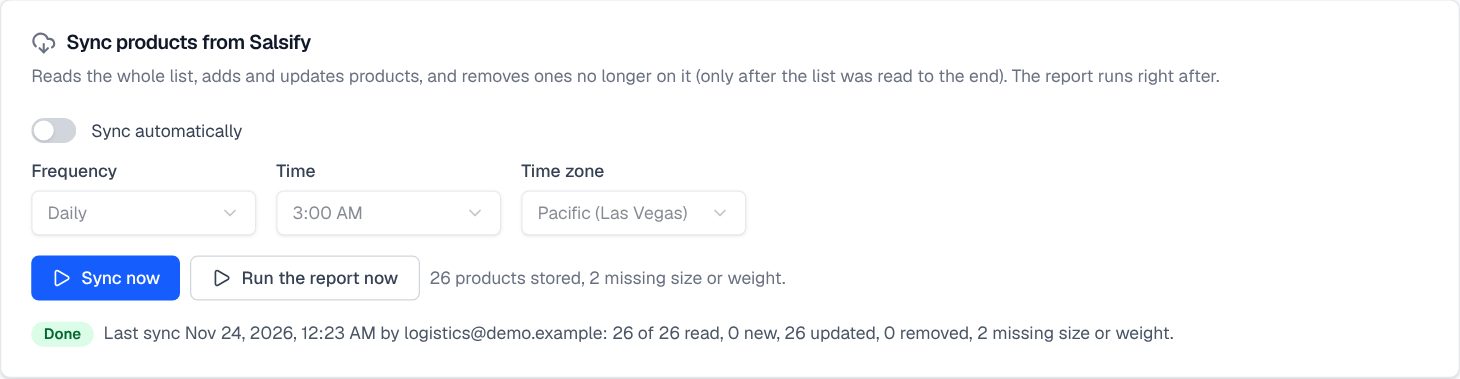 Sync products from Salsify
Reads the whole list, adds and updates products, and removes ones no longer on it (only after the list was read to the end). The report runs right after.
Sync automatically
Frequency
Time
Time zone
Daily
3:00 AM
Pacific (Las Vegas)
Sync now
Run the report now
26 products stored, 2 missing size or weight.
Done
Last sync Nov 24, 2026, 12:23 AM by logistics@demo.example: 26 of 26 read, 0 new, 26 updated, 0 removed, 2 missing size or weight.